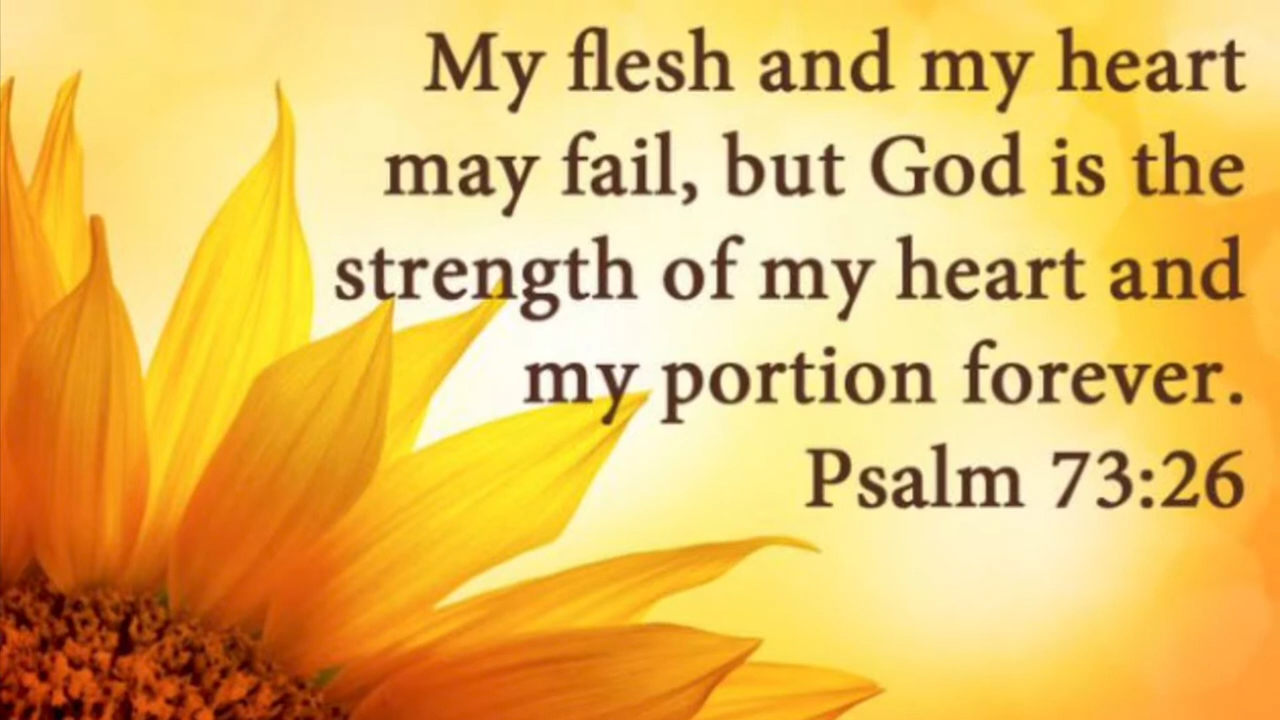 My flesh and my heart
may fail, but God is the
strength of my heart and
my portion forever.
Psalm 73:26